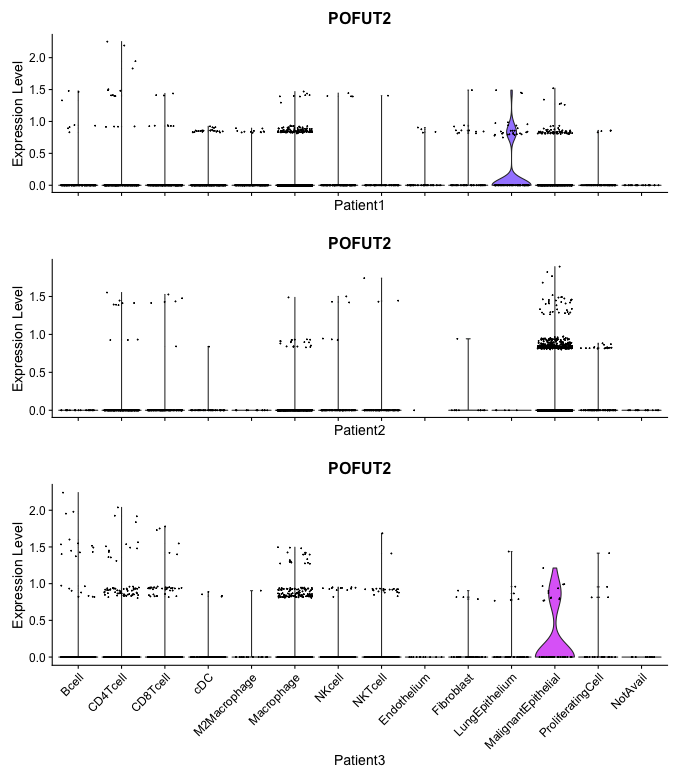 POFUT2
Expression Level
2.0
1.5
1.0
0.5
0.0
Patient1
POFUT2
Expression Level
1.5
1.0
0.5
0.0
Patient2
POFUT2
Expression Level
2.0
1.5
1.0
0.5
0.0
Bcell
CD4Tcell
CD8Tcell
cDC
M2Macrophage
Macrophage
NKcell
NKTcell
Endothelium
Fibroblast
LungEpithelium
MalignantEpithelial
ProliferatingCell
NotAvail
Patient3